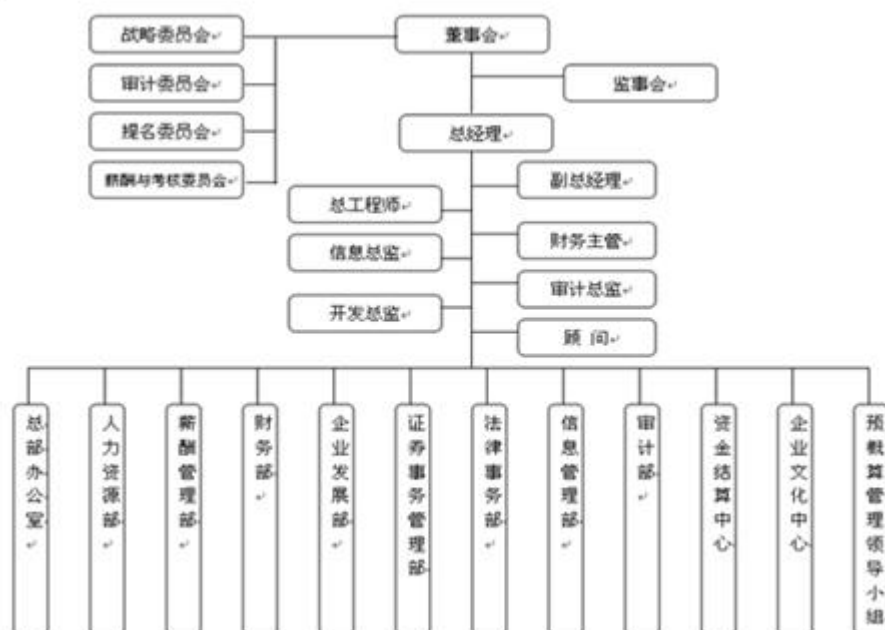 战略委员会
董事会
审计委员会
监事会
提名委员会
总经理
薪酬与考核委员会
副总经理
总工程师
财务主管
信息总监
审计总监
开发总监
顾 问
总部办公室
人力资源部
薪酬管理部
财务部
企业发展部
证券事务管理部
法律事务部
信息管理部
审计部
资金结算中心
企业文化中心
预概算管理领导小组